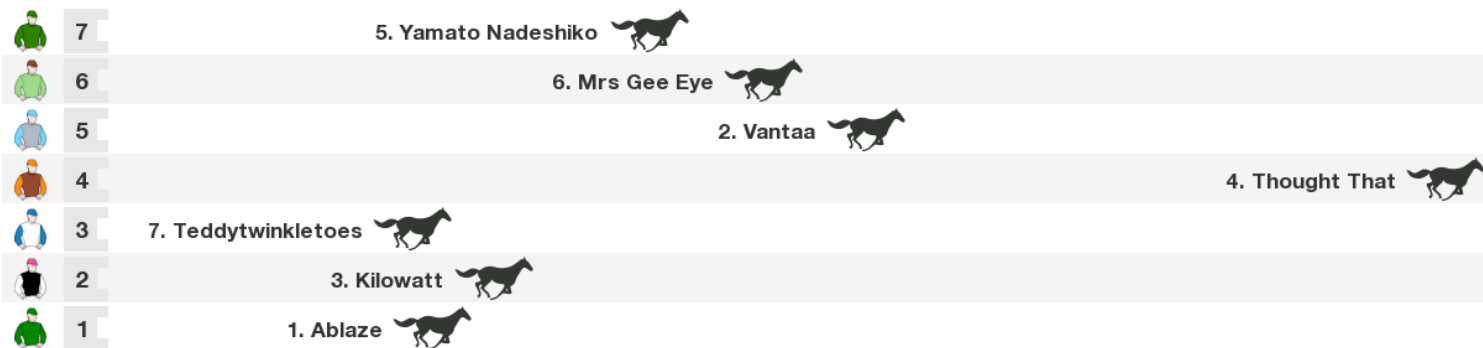 7 5. Yamato Nadeshiko
6 6. Mrs Gee Eye
5 2. Vantaa
4 4. Thought That
3 7. Teddytwinkletoes
2 3. Kilowatt
1 1. Ablaze